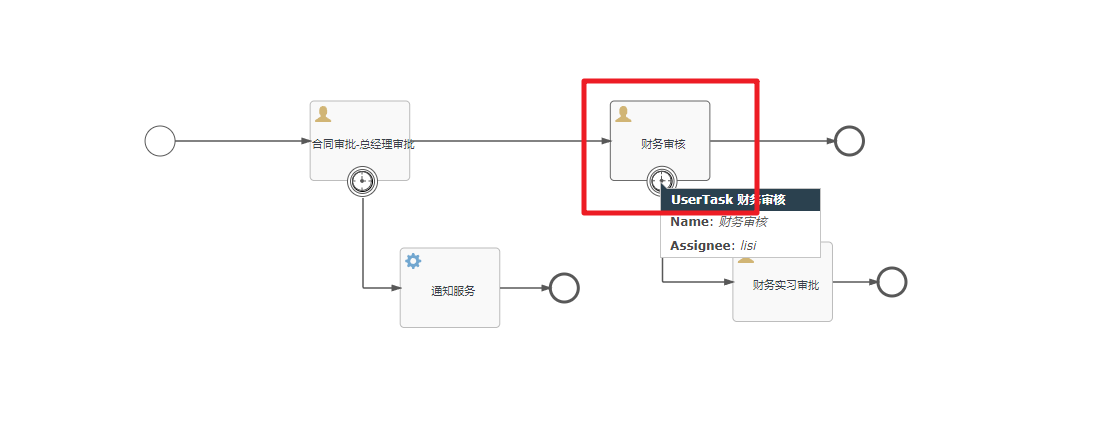 合同审批-总经理审批
财务审核
UserTask 财务审核
Name: 财务审核
Assignee: lisi
通知服务
财务实习审批